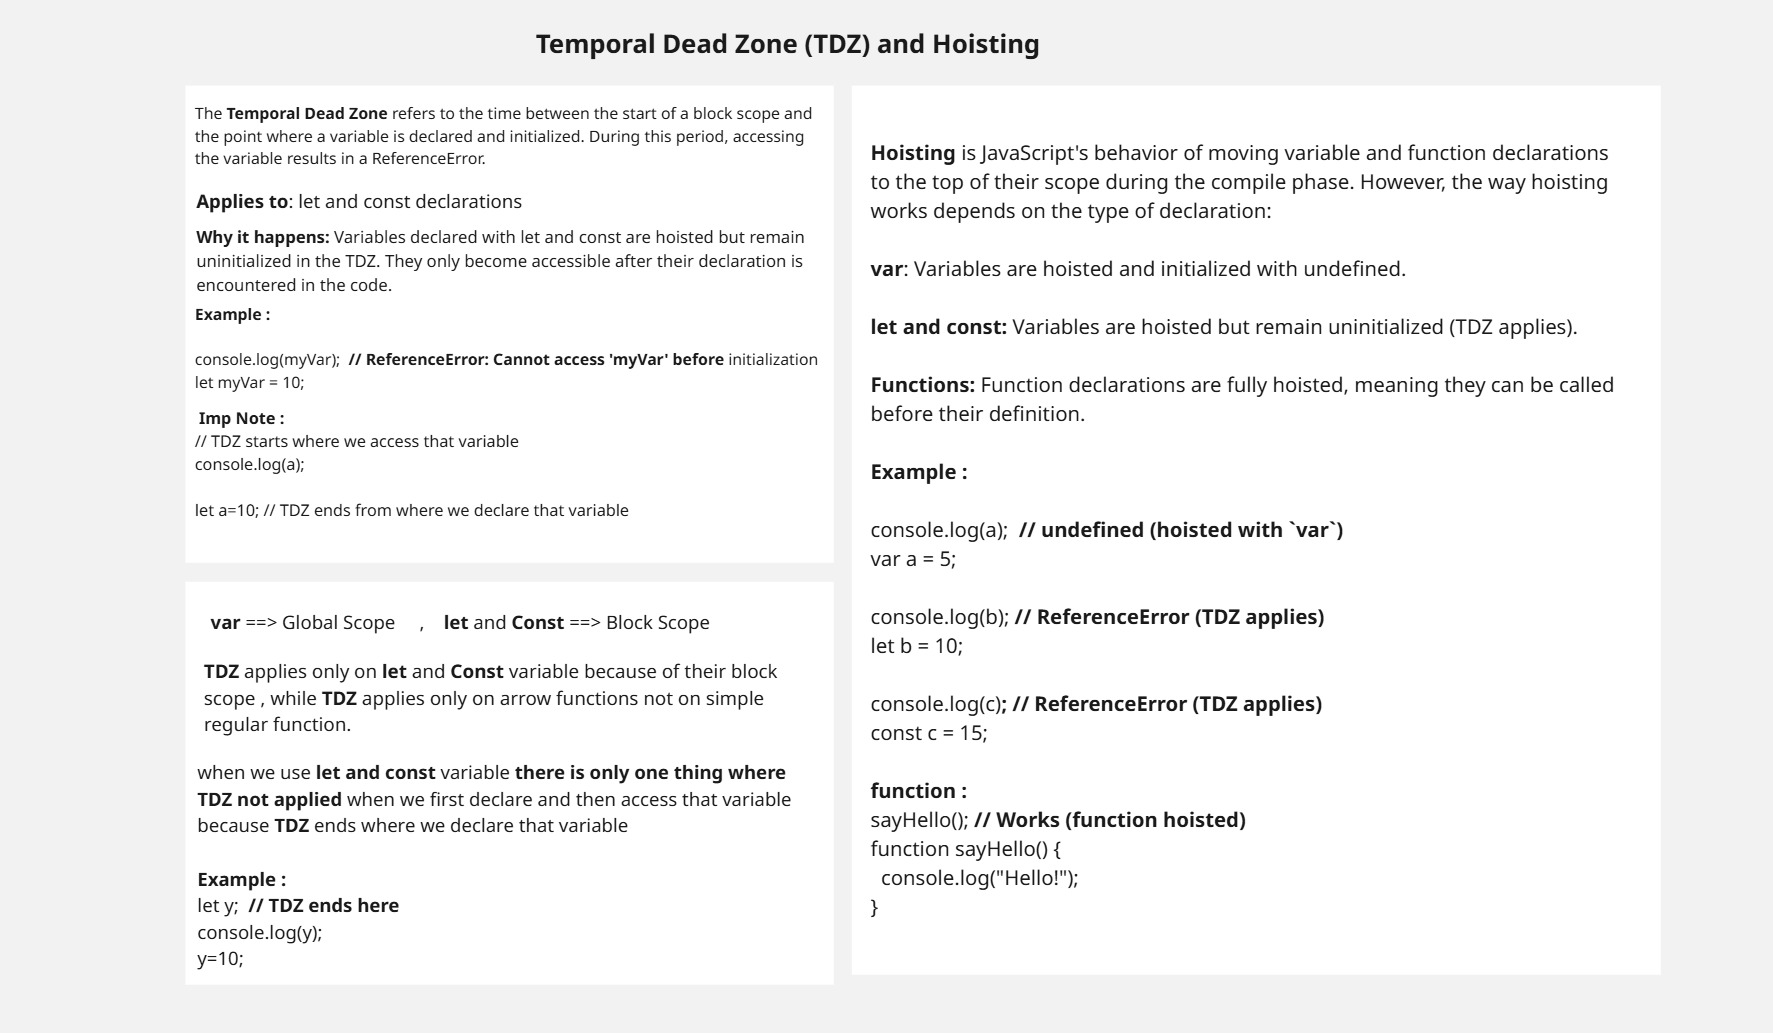 Temporal Dead Zone (TDZ) and Hoisting
The Temporal Dead Zone refers to the time between the start of a block scope and
the point where a variable is declared and initialized. During this period, accessing
the variable results in a ReferenceError.
Applies to: let and const declarations
Why it happens: Variables declared with let and const are hoisted but remain
uninitialized in the TDZ. They only become accessible after their declaration is
encountered in the code.
Example :
console.log(myVar);  // ReferenceError: Cannot access 'myVar' before initialization
let myVar = 10;
Imp Note :
// TDZ starts where we access that variable
console.log(a);
let a=10; // TDZ ends from where we declare that variable
var ==> Global Scope    ,   let and Const ==> Block Scope
TDZ applies only on let and Const variable because of their block
scope , while TDZ applies only on arrow functions not on simple
regular function.
when we use let and const variable there is only one thing where
TDZ not applied when we first declare and then access that variable
because TDZ ends where we declare that variable
Example :
let y;  // TDZ ends here
console.log(y);
y=10;
Hoisting is JavaScript's behavior of moving variable and function declarations
to the top of their scope during the compile phase. However, the way hoisting
works depends on the type of declaration:
var: Variables are hoisted and initialized with undefined.
let and const: Variables are hoisted but remain uninitialized (TDZ applies).
Functions: Function declarations are fully hoisted, meaning they can be called
before their definition.
Example :
console.log(a);  // undefined (hoisted with `var`)
var a = 5;
console.log(b); // ReferenceError (TDZ applies)
let b = 10;
console.log(c); // ReferenceError (TDZ applies)
const c = 15;
function :
sayHello(); // Works (function hoisted)
function sayHello() {
  console.log("Hello!");
}